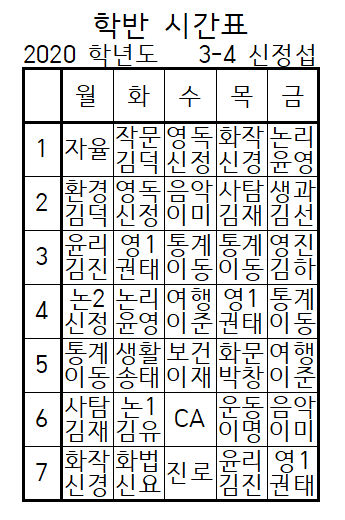 학반 시간표
2020 학년도 3-4 신정섭
월 화 수 목 금
1 자율 작문 영독 화작 논리
김덕 신정 신경 윤영
2 환경 영독 음악 사탐 생과
김덕 신정 이미 김재 김선
3 윤리 영1 통계 통계 영진
김진 권태 이동 이동 김하
4 논2 논리 여행 영1 통계
신정 윤영 이준 권태 이동
5 통계 생활 보건 화문 여행
이동 송태 이재 박창 이준
6 사탐 논1 CA 운동 음악
김재 김유 이명 이미
7 화작 화법 진로 윤리 영1
신경 신요 김진 권태